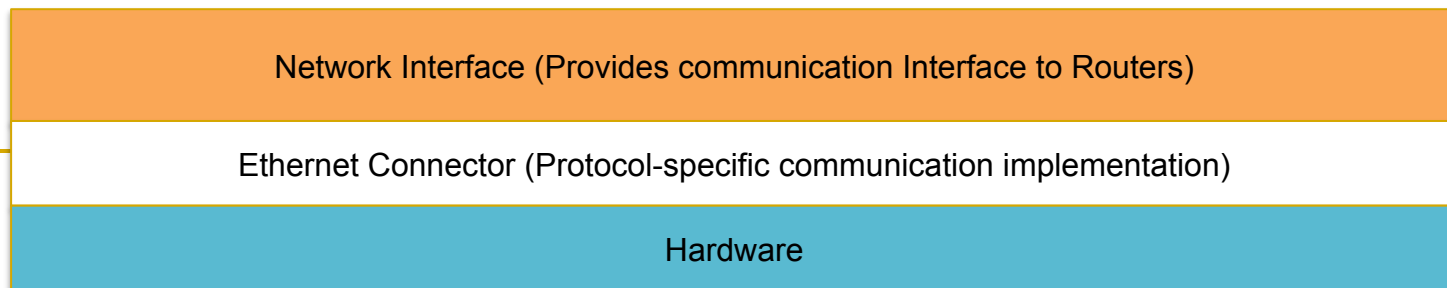 Network Interface (Provides communication Interface to Routers)
Ethernet Connector (Protocol-specific communication implementation)
Hardware